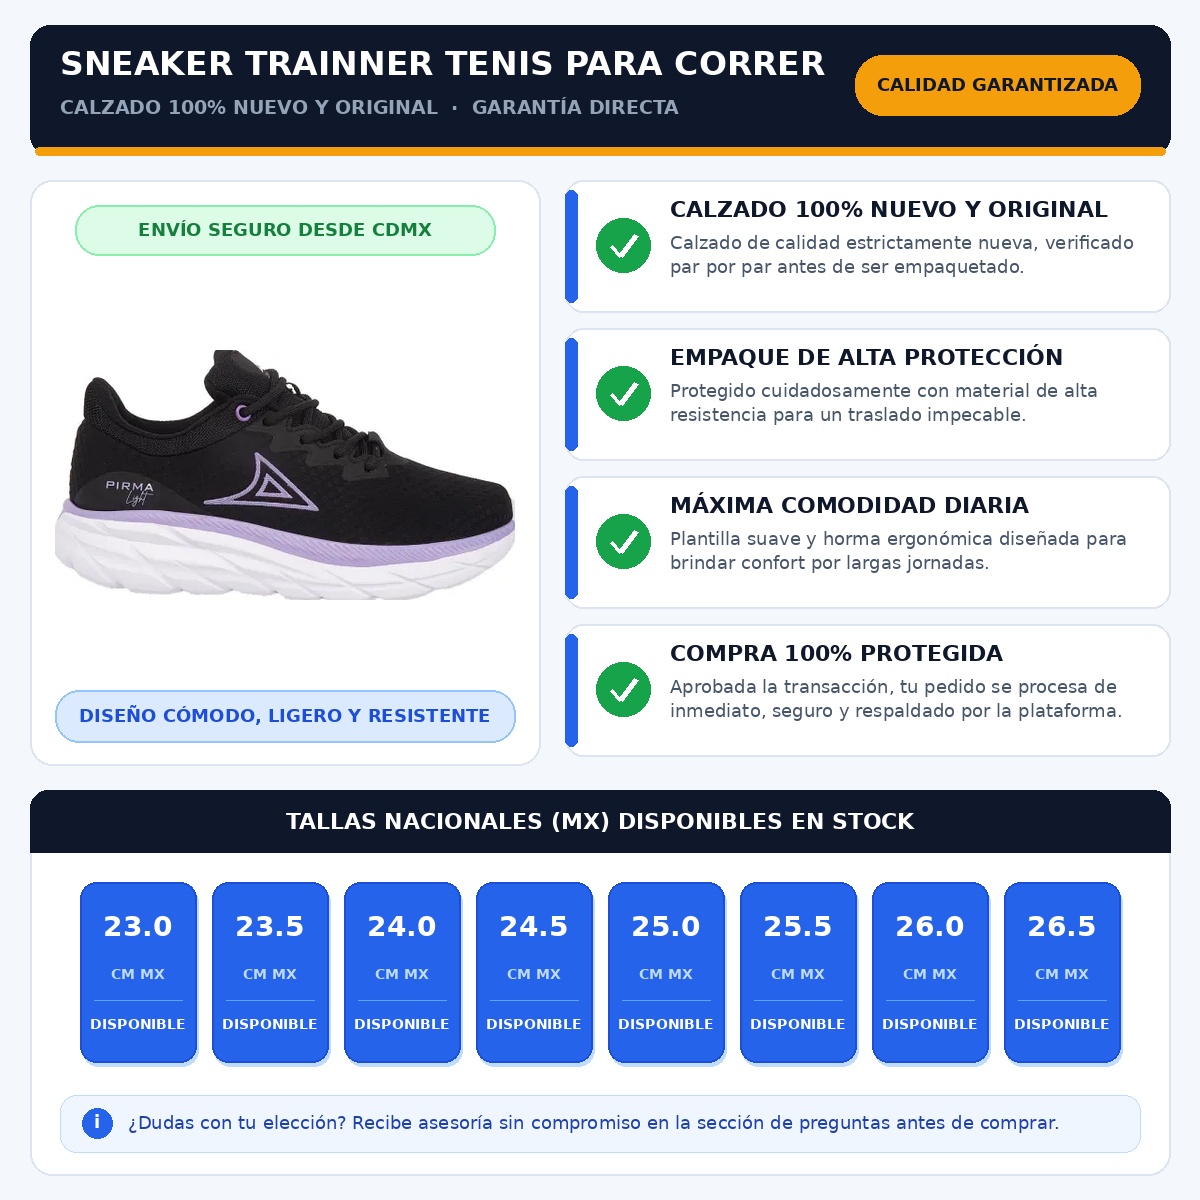 SNEAKER TRAINNER TENIS PARA CORRER
CALZADO 100% NUEVO Y ORIGINAL · GARANTÍA DIRECTA
CALIDAD GARANTIZADA
ENVÍO SEGURO DESDE CDMX
PIRMA
Light
DISEÑO CÓMODO, LIGERO Y RESISTENTE
CALZADO 100% NUEVO Y ORIGINAL
Calzado de calidad estrictamente nueva, verificado
par por par antes de ser empaquetado.
EMPAQUE DE ALTA PROTECCIÓN
Protegido cuidadosamente con material de alta
resistencia para un traslado impecable.
MÁXIMA COMODIDAD DIARIA
Plantilla suave y horma ergonómica diseñada para
brindar confort por largas jornadas.
COMPRA 100% PROTEGIDA
Aprobada la transacción, tu pedido se procesa de
inmediato, seguro y respaldado por la plataforma.
TALLAS NACIONALES (MX) DISPONIBLES EN STOCK
23.0 23.5 24.0 24.5 25.0 25.5 26.0 26.5
CM MX CM MX CM MX CM MX CM MX CM MX CM MX CM MX
DISPONIBLE DISPONIBLE DISPONIBLE DISPONIBLE DISPONIBLE DISPONIBLE DISPONIBLE DISPONIBLE
i ¿Dudas con tu elección? Recibe asesoría sin compromiso en la sección de preguntas antes de comprar.